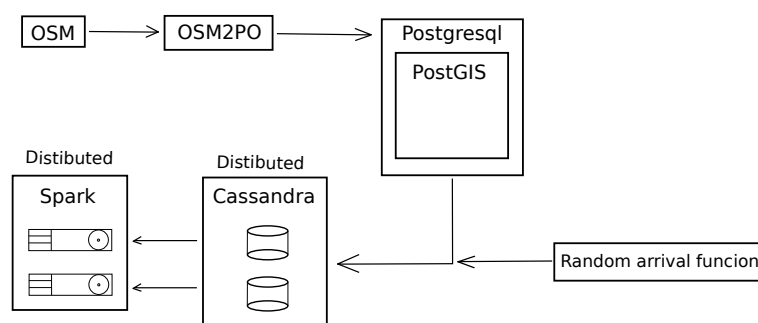 OSM
OSM2PO
Postgresql
PostGIS
Distibuted
Spark
Distibuted
Cassandra
Random arrival funcion